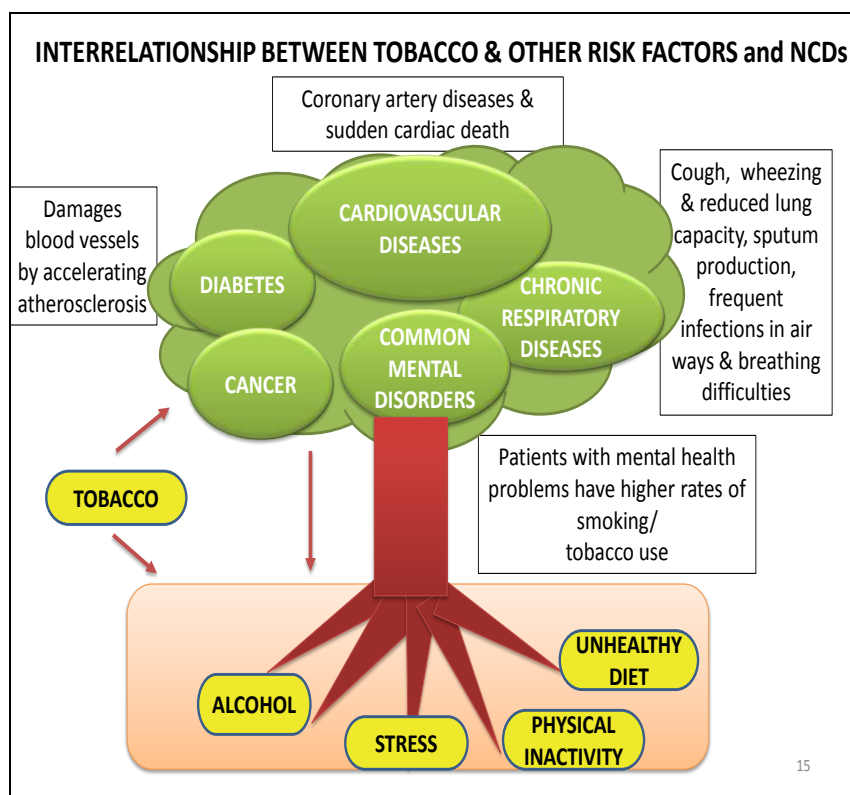 INTERRELATIONSHIP BETWEEN TOBACCO & OTHER RISK FACTORS and NCDs
Coronary artery diseases &
sudden cardiac death
Damages
blood vessels
by accelerating
atherosclerosis
CARDIOVASCULAR
DISEASES
DIABETES
CHRONIC
RESPIRATORY
DISEASES
CANCER
COMMON
MENTAL
DISORDERS
Cough, wheezing
& reduced lung
capacity, sputum
production,
frequent
infections in air
ways & breathing
difficulties
TOBACCO
Patients with mental health
problems have higher rates of
smoking/
tobacco use
ALCOHOL
STRESS
PHYSICAL
INACTIVITY
UNHEALTHY
DIET
15